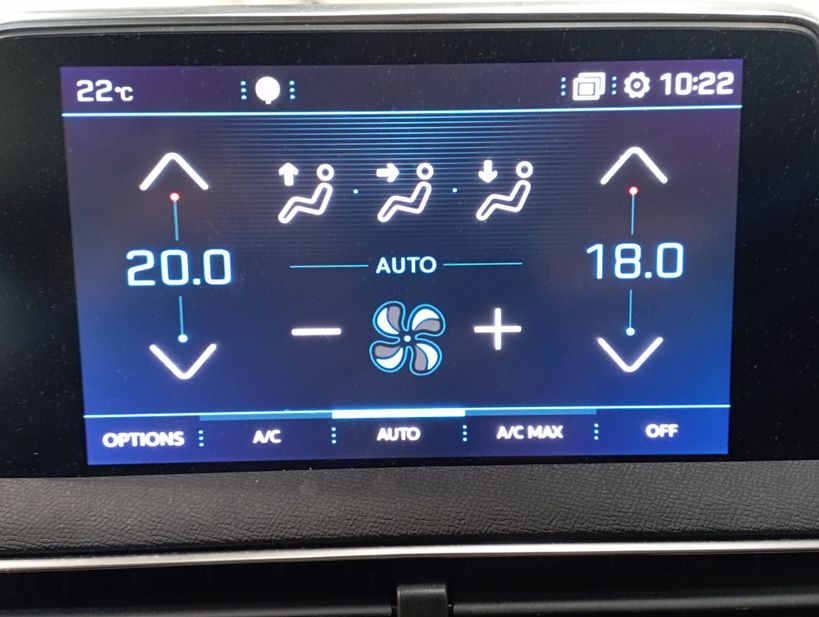 22°C 10:22
20.0 AUTO 18.0
OPTIONS A/C AUTO A/C MAX OFF